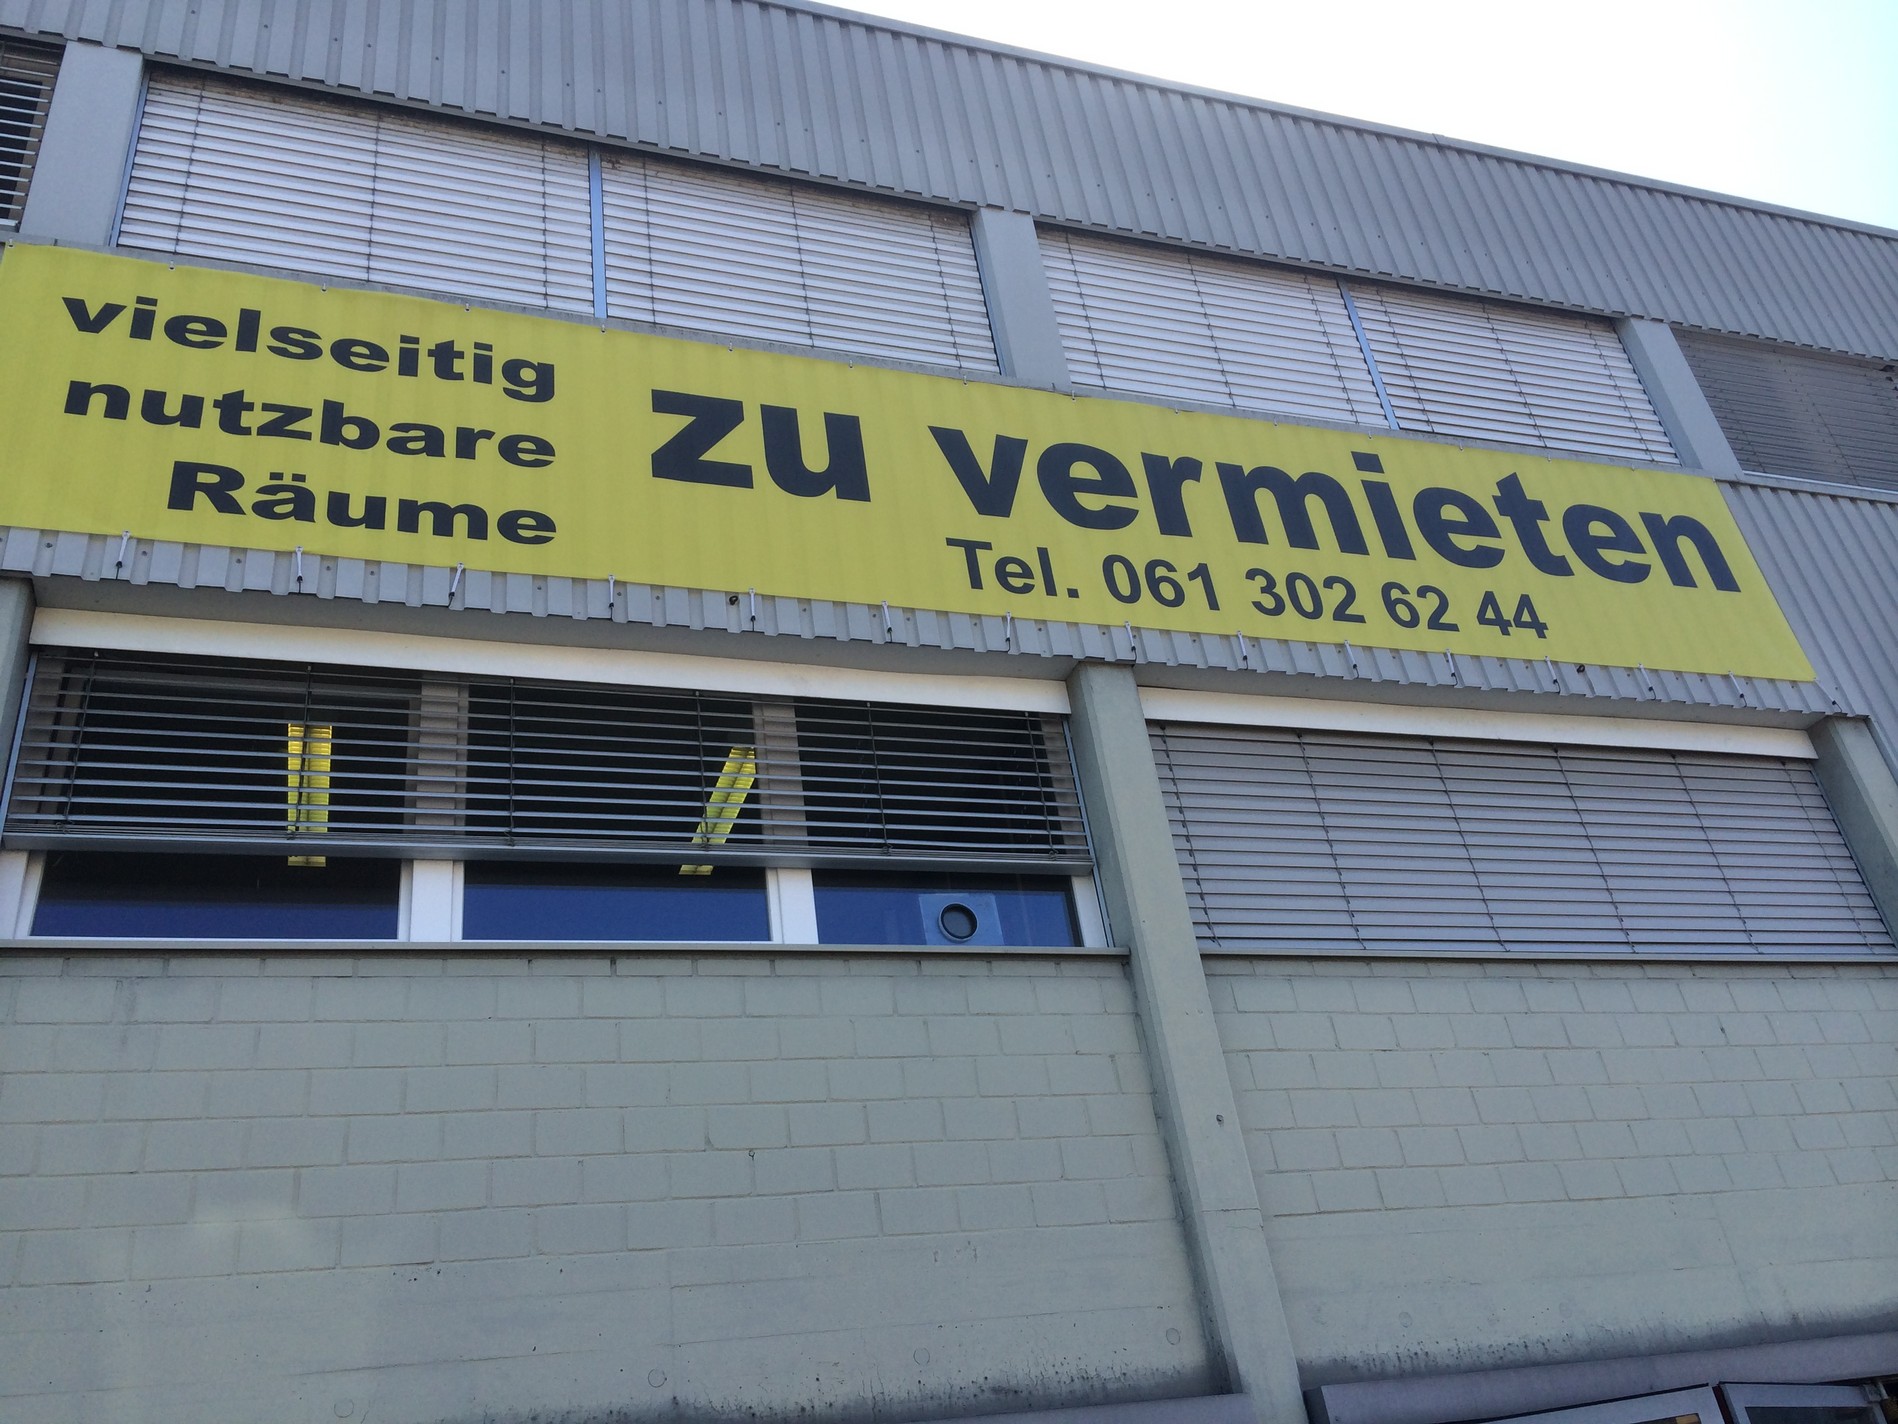 vielseitig
nutzbare
Räume
zu vermieten
Tel. 061 302 62 44